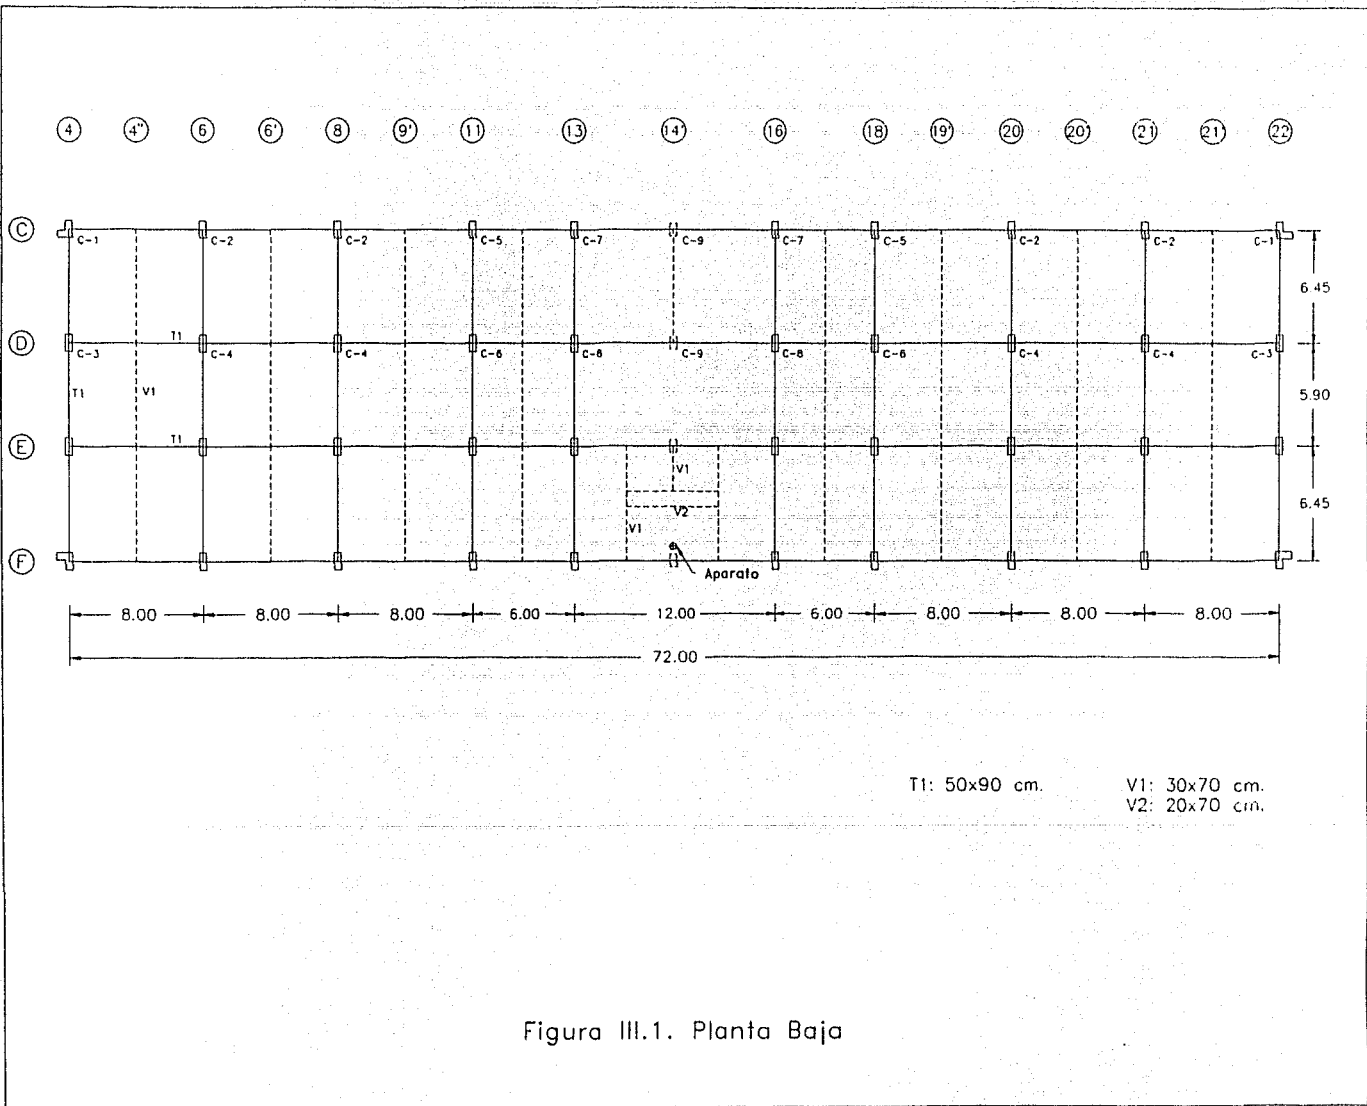 4 4" 6 6' 8 9' 11 13 14' 16 18 19' 20 20' 21 21' 22
C
C-1 C-2 C-2 C-5 C-7 C-9 C-7 C-5 C-2 C-2 C-1
6.45
D
T1
C-3 C-4 C-4 C-6 C-8 C-9 C-8 C-6 C-4 C-4 C-3
T1 V1
5.90
T1
E
V1
V2
V1
6.45
F
Aparato
8.00 8.00 8.00 6.00 12.00 6.00 8.00 8.00 8.00
72.00
T1: 50x90 cm. V1: 30x70 cm.
V2: 20x70 cm.
Figura III.1. Planta Baja